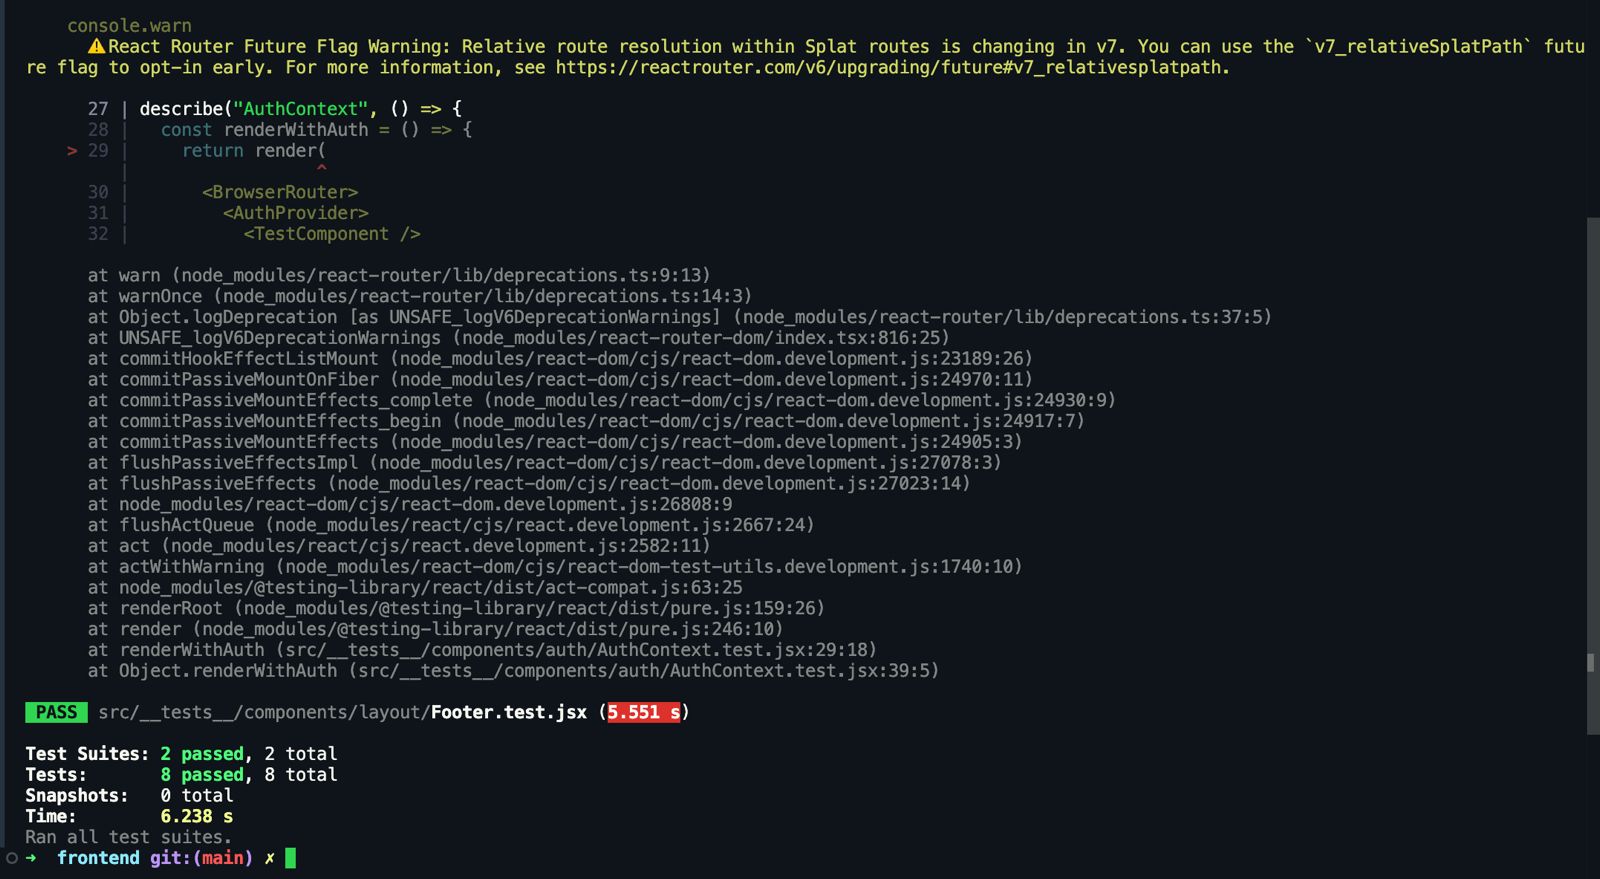 console.warn
⚠️React Router Future Flag Warning: Relative route resolution within Splat routes is changing in v7. You can use the `v7_relativeSplatPath` futu
re flag to opt-in early. For more information, see https://reactrouter.com/v6/upgrading/future#v7_relativesplatpath.
27 | describe("AuthContext", () => {
28 |   const renderWithAuth = () => {
> 29 |     return render(
|                  ^
30 |       <BrowserRouter>
31 |         <AuthProvider>
32 |           <TestComponent />
at warn (node_modules/react-router/lib/deprecations.ts:9:13)
at warnOnce (node_modules/react-router/lib/deprecations.ts:14:3)
at Object.logDeprecation [as UNSAFE_logV6DeprecationWarnings] (node_modules/react-router/lib/deprecations.ts:37:5)
at UNSAFE_logV6DeprecationWarnings (node_modules/react-router-dom/index.tsx:816:25)
at commitHookEffectListMount (node_modules/react-dom/cjs/react-dom.development.js:23189:26)
at commitPassiveMountOnFiber (node_modules/react-dom/cjs/react-dom.development.js:24970:11)
at commitPassiveMountEffects_complete (node_modules/react-dom/cjs/react-dom.development.js:24930:9)
at commitPassiveMountEffects_begin (node_modules/react-dom/cjs/react-dom.development.js:24917:7)
at commitPassiveMountEffects (node_modules/react-dom/cjs/react-dom.development.js:24905:3)
at flushPassiveEffectsImpl (node_modules/react-dom/cjs/react-dom.development.js:27078:3)
at flushPassiveEffects (node_modules/react-dom/cjs/react-dom.development.js:27023:14)
at node_modules/react-dom/cjs/react-dom.development.js:26808:9
at flushActQueue (node_modules/react/cjs/react.development.js:2667:24)
at act (node_modules/react/cjs/react.development.js:2582:11)
at actWithWarning (node_modules/react-dom/cjs/react-dom-test-utils.development.js:1740:10)
at node_modules/@testing-library/react/dist/act-compat.js:63:25
at renderRoot (node_modules/@testing-library/react/dist/pure.js:159:26)
at render (node_modules/@testing-library/react/dist/pure.js:246:10)
at renderWithAuth (src/__tests__/components/auth/AuthContext.test.jsx:29:18)
at Object.renderWithAuth (src/__tests__/components/auth/AuthContext.test.jsx:39:5)
PASS src/__tests__/components/layout/Footer.test.jsx (5.551 s)
Test Suites: 2 passed, 2 total
Tests:       8 passed, 8 total
Snapshots:   0 total
Time:        6.238 s
Ran all test suites.
➜  frontend git:(main) ✗